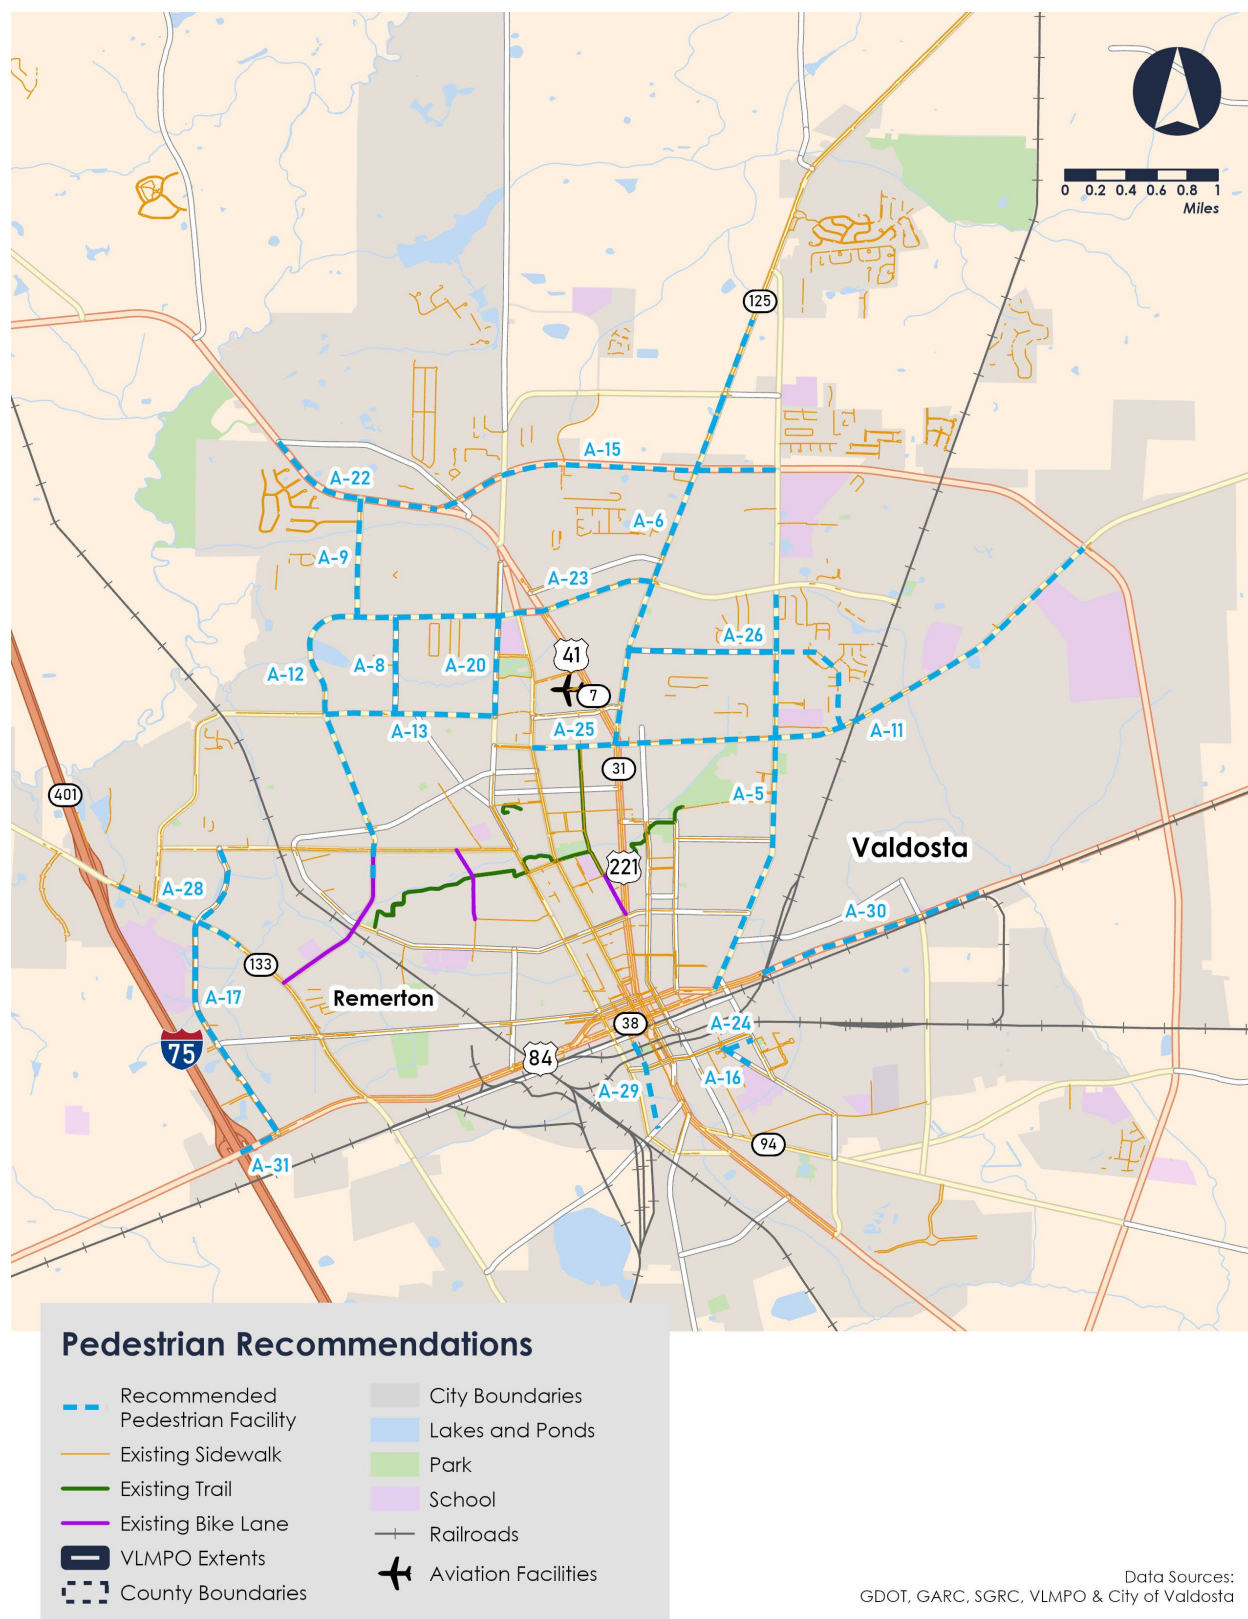 0 0.2 0.4 0.6 0.8 1
Miles
125
A-15
A-22
A-6
A-9
A-23
A-26
41
A-12
A-8
A-20
7
A-13
A-25
A-11
31
401
A-5
Valdosta
221
A-28
A-30
133
Remerton
A-17
38
A-24
75
84
A-16
A-29
94
A-31
Pedestrian Recommendations
Recommended
Pedestrian Facility
Existing Sidewalk
Existing Trail
Existing Bike Lane
VLMPO Extents
County Boundaries
City Boundaries
Lakes and Ponds
Park
School
Railroads
Aviation Facilities
Data Sources:
GDOT, GARC, SGRC, VLMPO & City of Valdosta